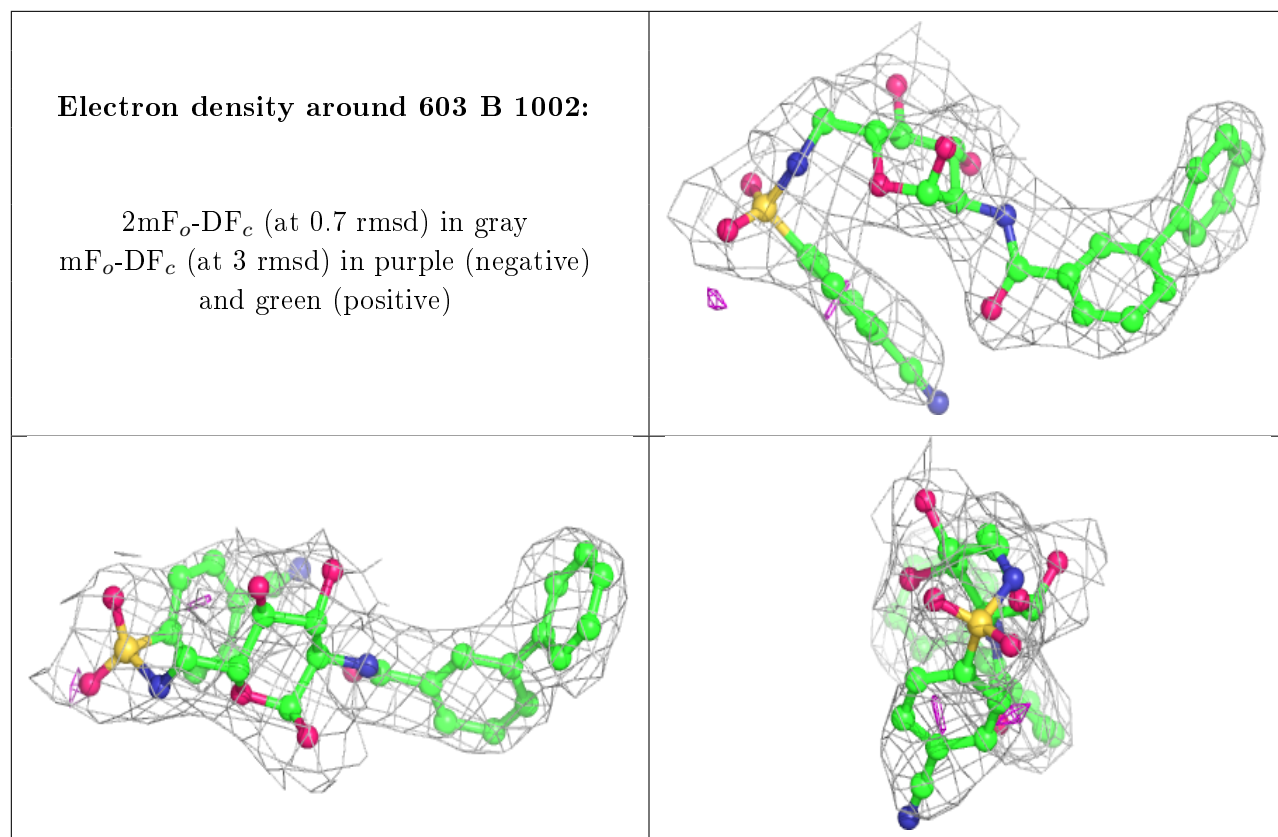 Electron density around 603 B 1002:
2mFo-DFc (at 0.7 rmsd) in gray
mFo-DFc (at 3 rmsd) in purple (negative)
and green (positive)